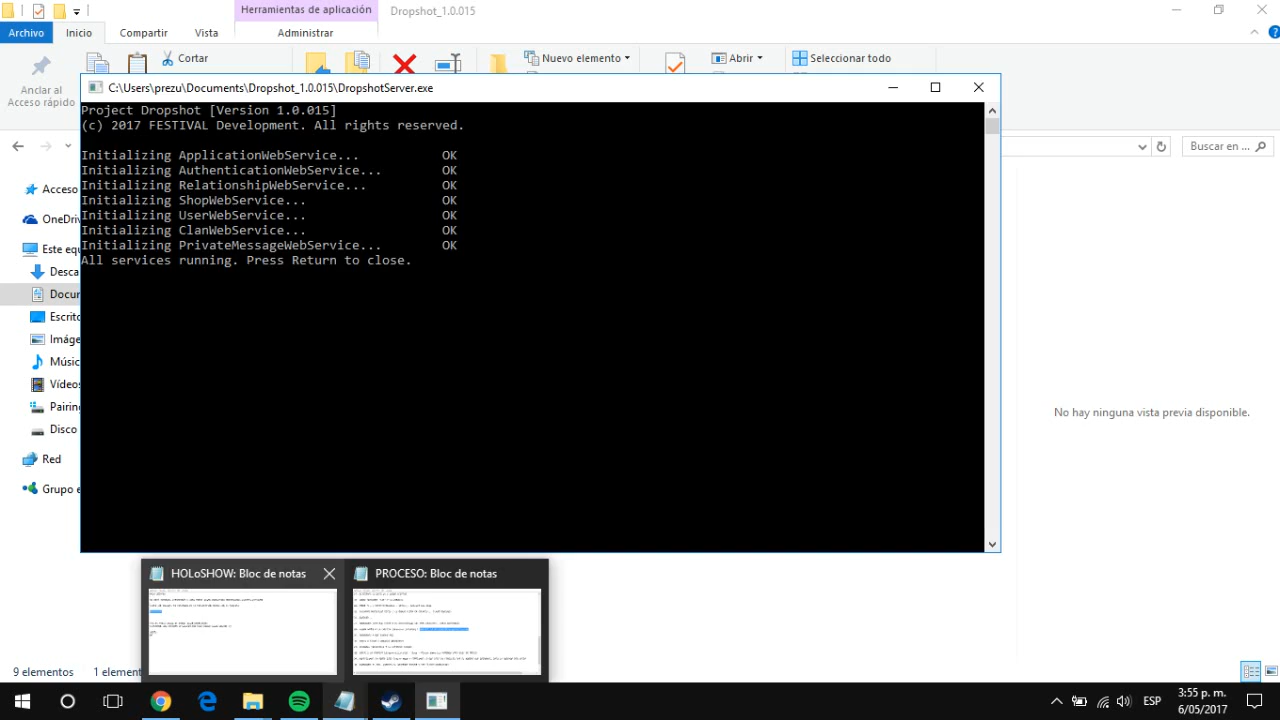 Herramientas de aplicación
Dropshot_1.0.015
Archivo
Inicio
Compartir
Vista
Administrar
Anclar al
Acceso rápido
Cortar
Nuevo elemento
Abrir
Seleccionar todo
C:\Users\prezu\Documents\Dropshot_1.0.015\DropshotServer.exe
Project Dropshot [Version 1.0.015]
(c) 2017 FESTIVAL Development. All rights reserved.
Initializing ApplicationWebService... OK
Initializing AuthenticationWebService... OK
Initializing RelationshipWebService... OK
Initializing ShopWebService... OK
Initializing UserWebService... OK
Initializing ClanWebService... OK
Initializing PrivateMessageWebService... OK
All services running. Press Return to close.
Buscar en ...
Acceso
OneDriv
Este equ
Desca
Docur
Escrito
Imáge
Músic
Vídeos
Pairing
Disco
Red
Grupo e
No hay ninguna vista previa disponible.
HOLoSHOW: Bloc de notas
PROCESO: Bloc de notas
9 elementos
1 element
ESP
3:55 p. m.
6/05/2017